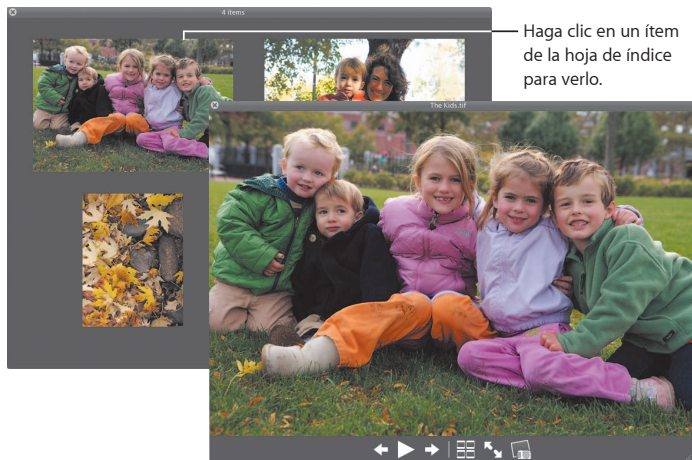 4 items
Haga clic en un ítem
de la hoja de índice
para verlo.
The Kids.tif